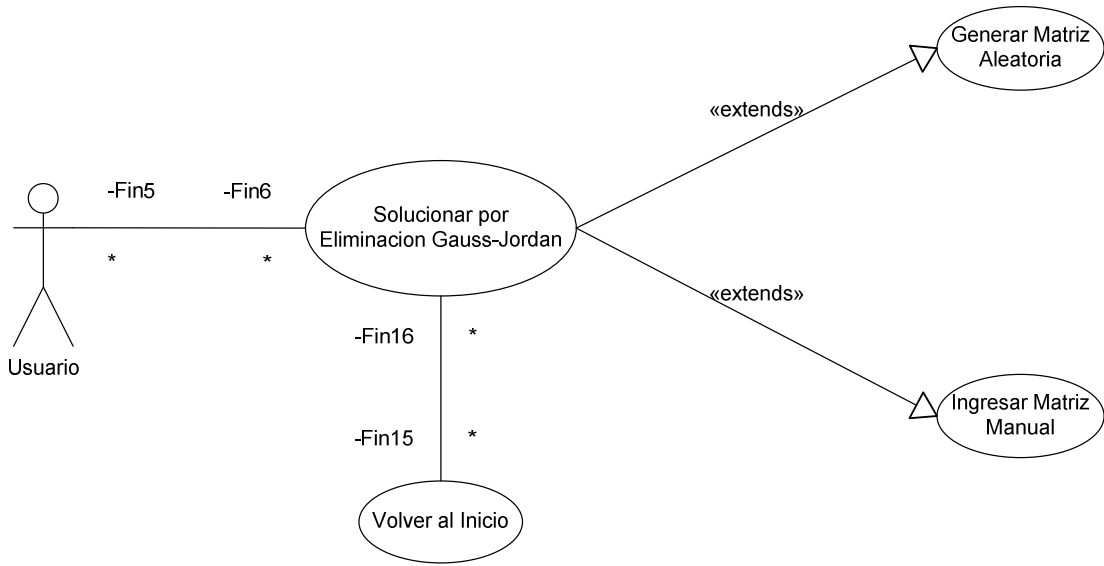 Generar Matriz
Aleatoria
«extends»
-Fin5
-Fin6
Solucionar por
Eliminacion Gauss-Jordan
*
*
«extends»
-Fin16
*
Usuario
Ingresar Matriz
Manual
-Fin15
*
Volver al Inicio